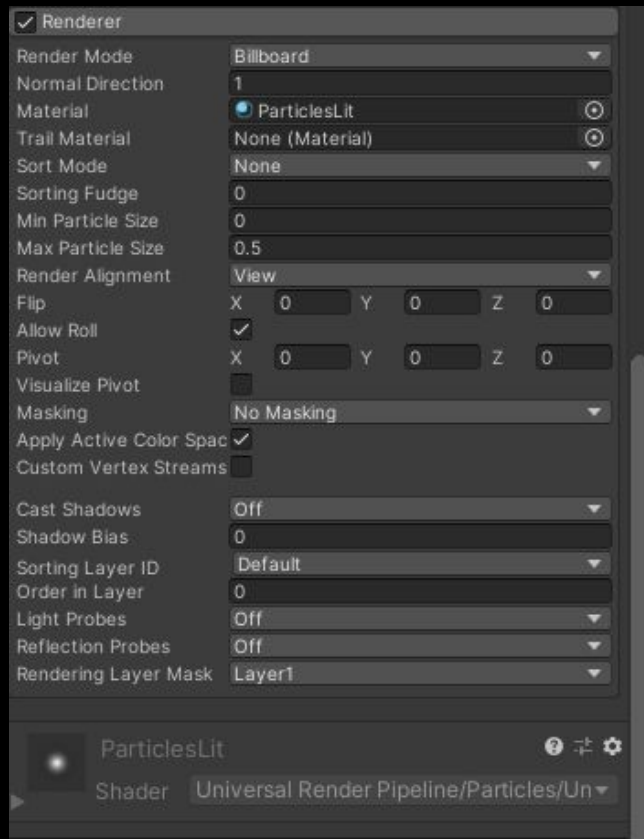 Renderer
Render Mode Billboard
Normal Direction 1
Material ParticlesLit
Trail Material None (Material)
Sort Mode None
Sorting Fudge 0
Min Particle Size 0
Max Particle Size 0.5
Render Alignment View
Flip X 0 Y 0 Z 0
Allow Roll
Pivot X 0 Y 0 Z 0
Visualize Pivot
Masking No Masking
Apply Active Color Spac
Custom Vertex Streams
Cast Shadows Off
Shadow Bias 0
Sorting Layer ID Default
Order in Layer 0
Light Probes Off
Reflection Probes Off
Rendering Layer Mask Layer1
ParticlesLit
Shader Universal Render Pipeline/Particles/Un